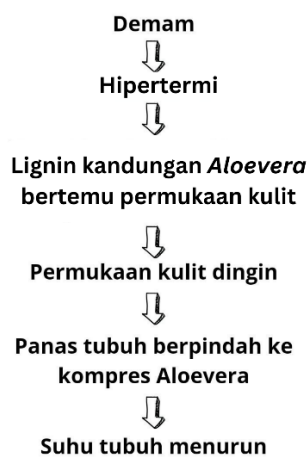 Demam
Hipertermi
Lignin kandungan Aloevera
bertemu permukaan kulit
Permukaan kulit dingin
Panas tubuh berpindah ke
kompres Aloevera
Suhu tubuh menurun